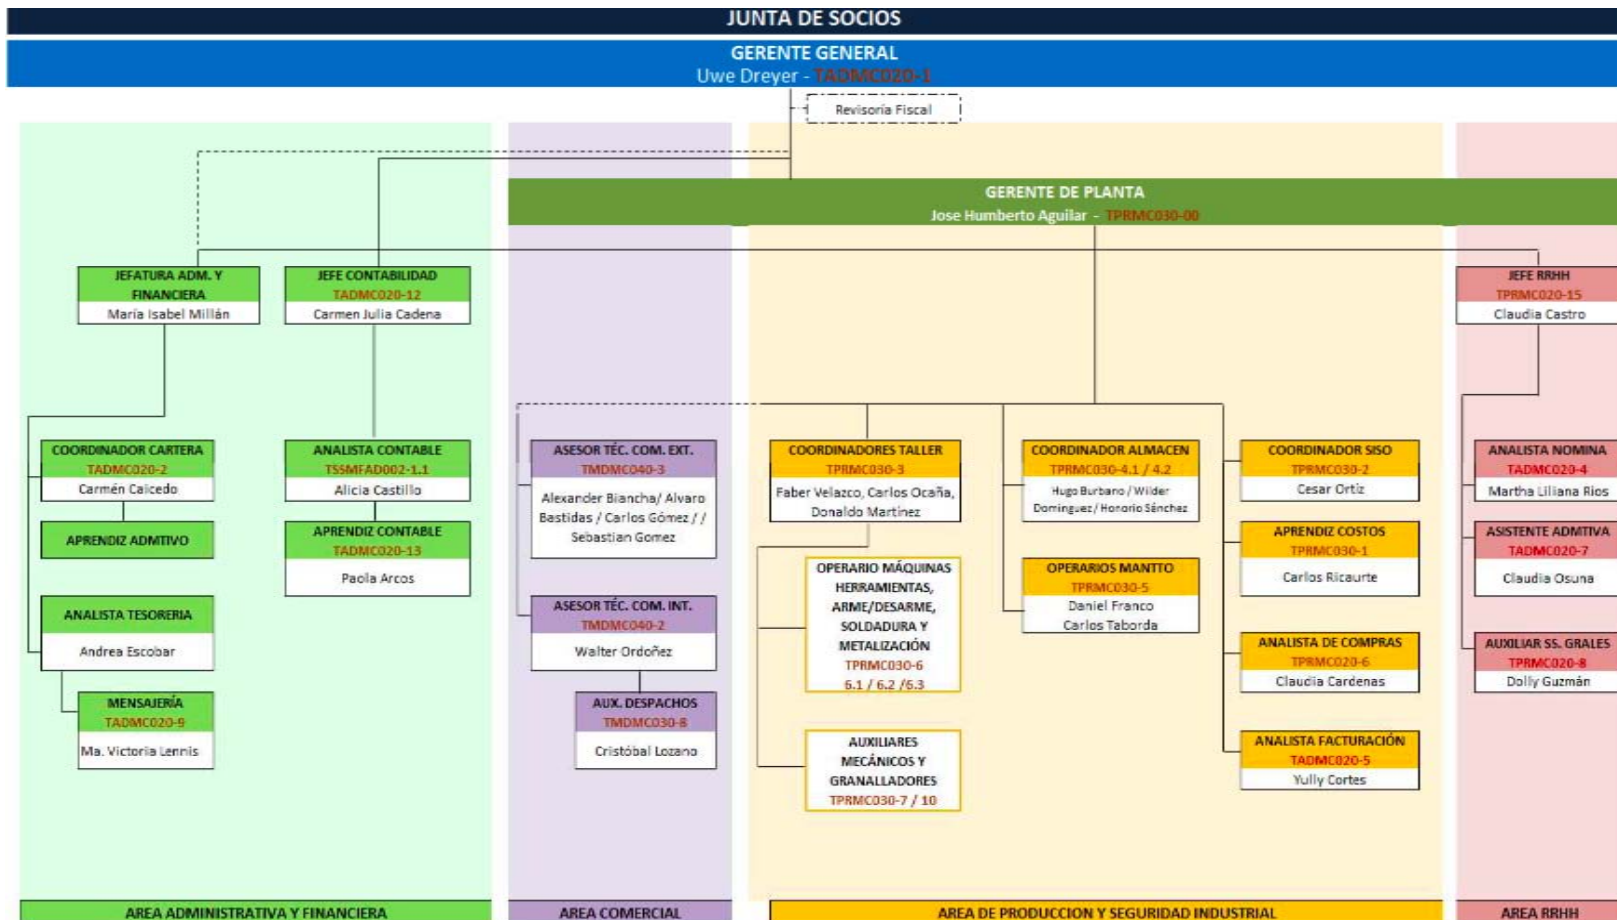 JUNTA DE SOCIOS
GERENTE GENERAL
Uwe Dreyer - TADMC020-1
Revisoría Fiscal
GERENTE DE PLANTA
Jose Humberto Aguilar - TPRMC030-00
JEFATURA ADM. Y
FINANCIERA
María Isabel Millán
JEFE CONTABILIDAD
TADMC020-12
Carmen Julia Cadena
JEFE RRHH
TPRMC020-15
Claudia Castro
COORDINADOR CARTERA
TADMC020-2
Carmén Caicedo
APRENDIZ ADMTIVO
ANALISTA TESORERIA
Andrea Escobar
MENSAJERÍA
TADMC020-9
Ma. Victoria Lennis
ANALISTA CONTABLE
TSSMFAD002-1.1
Alicia Castillo
APRENDIZ CONTABLE
TADMC020-13
Paola Arcos
ASESOR TÉC. COM. EXT.
TMDMC040-3
Alexander Biancha/ Alvaro
Bastidas / Carlos Gómez / /
Sebastian Gomez
ASESOR TÉC. COM. INT.
TMDMC040-2
Walter Ordoñez
AUX. DESPACHOS
TMDMC030-8
Cristóbal Lozano
COORDINADORES TALLER
TPRMC030-3
Faber Velazco, Carlos Ocaña,
Donaldo Martínez
OPERARIO MÁQUINAS
HERRAMIENTAS,
ARME/DESARME,
SOLDADURA Y
METALIZACIÓN
TPRMC030-6
6.1 / 6.2 /6.3
AUXILIARES
MECÁNICOS Y
GRANALLADORES
TPRMC030-7 / 10
COORDINADOR ALMACEN
TPRMC030-4.1 / 4.2
Hugo Burbano / Wilder
Dominguez / Honorio Sánchez
OPERARIOS MANTTO
TPRMC030-5
Daniel Franco
Carlos Taborda
COORDINADOR SISO
TPRMC030-2
Cesar Ortíz
APRENDIZ COSTOS
TPRMC030-1
Carlos Ricaurte
ANALISTA DE COMPRAS
TPRMC020-6
Claudia Cardenas
ANALISTA FACTURACIÓN
TADMC020-5
Yully Cortes
ANALISTA NOMINA
TADMC020-4
Martha Liliana Rios
ASISTENTE ADMTIVA
TADMC020-7
Claudia Osuna
AUXILIAR SS. GRALES
TPRMC020-8
Dolly Guzmán
AREA ADMINISTRATIVA Y FINANCIERA
AREA COMERCIAL
AREA DE PRODUCCION Y SEGURIDAD INDUSTRIAL
AREA RRHH